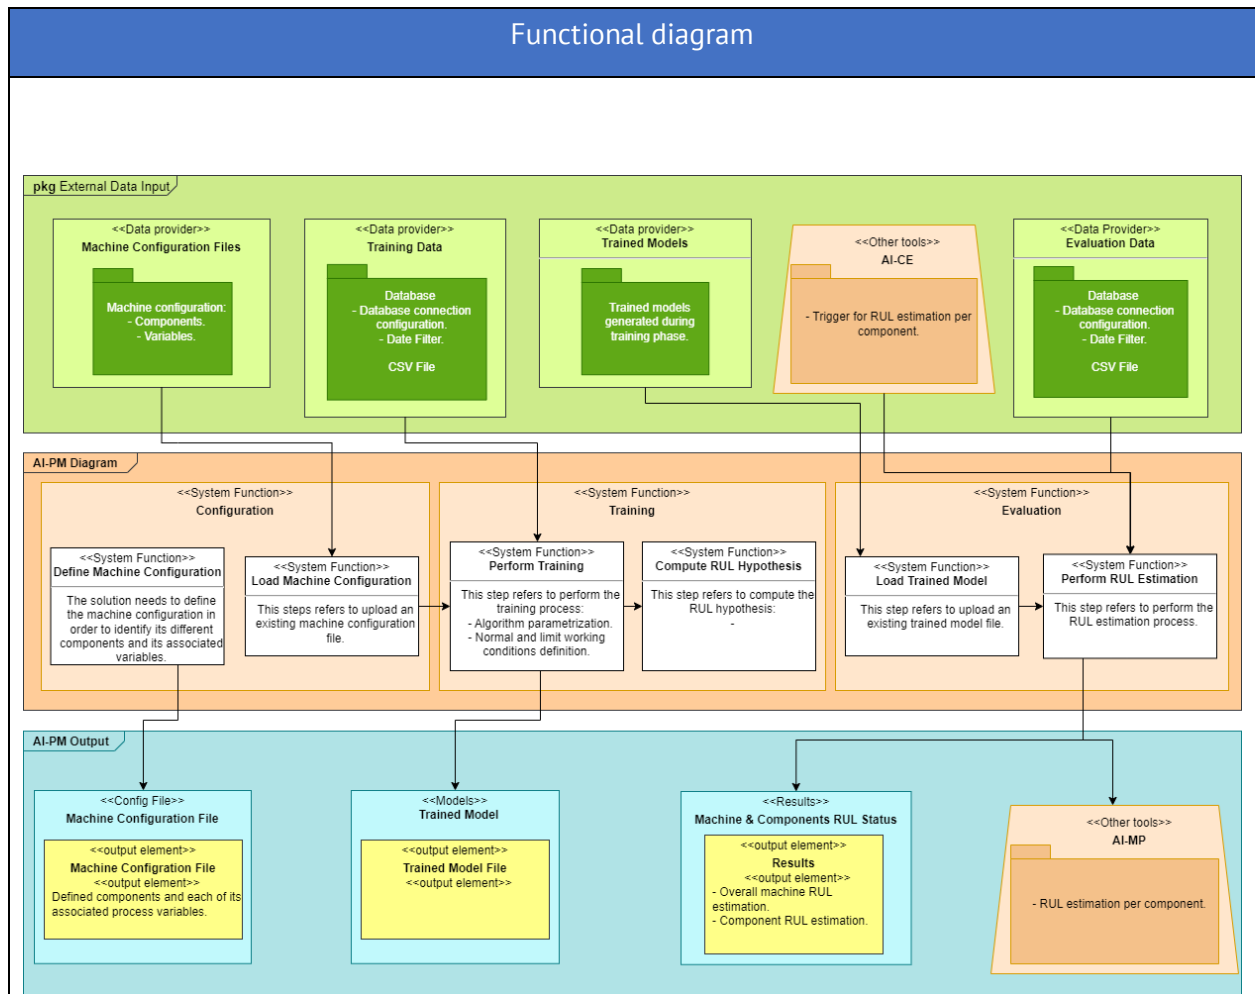 Functional diagram
pkg External Data Input
<<Data provider>>
Machine Configuration Files
Machine configuration:
- Components.
- Variables.
<<Data provider>>
Training Data
Database
- Database connection
configuration.
- Date Filter.
CSV File
<<Data provider>>
Trained Models
Trained models
generated during
training phase.
<<Other tools>>
AI-CE
- Trigger for RUL estimation per
component.
<<Data Provider>>
Evaluation Data
Database
- Database connection
configuration.
- Date Filter.
CSV File
AI-PM Diagram
<<System Function>>
Configuration
<<System Function>>
Define Machine Configuration
The solution needs to define
the machine configuration in
order to identify its different
components and its associated
variables.
<<System Function>>
Load Machine Configuration
This steps refers to upload an
existing machine configuration
file.
<<System Function>>
Training
<<System Function>>
Perform Training
This step refers to perform the
training process:
- Algorithm parametrization.
- Normal and limit working
conditions definition.
<<System Function>>
Compute RUL Hypothesis
This step refers to compute the
RUL hypothesis:
-
<<System Function>>
Evaluation
<<System Function>>
Load Trained Model
This step refers to upload an
existing trained model file.
<<System Function>>
Perform RUL Estimation
This step refers to perform the
RUL estimation process.
AI-PM Output
<<Config File>>
Machine Configuration File
<<output element>>
Machine Configration File
<<output element>>
Defined components and each of its
associated process variables.
<<Models>>
Trained Model
<<output element>>
Trained Model File
<<output element>>
<<Results>>
Machine & Components RUL Status
<<output element>>
Results
<<output element>>
- Overall machine RUL
estimation.
- Component RUL estimation.
<<Other tools>>
AI-MP
- RUL estimation per component.